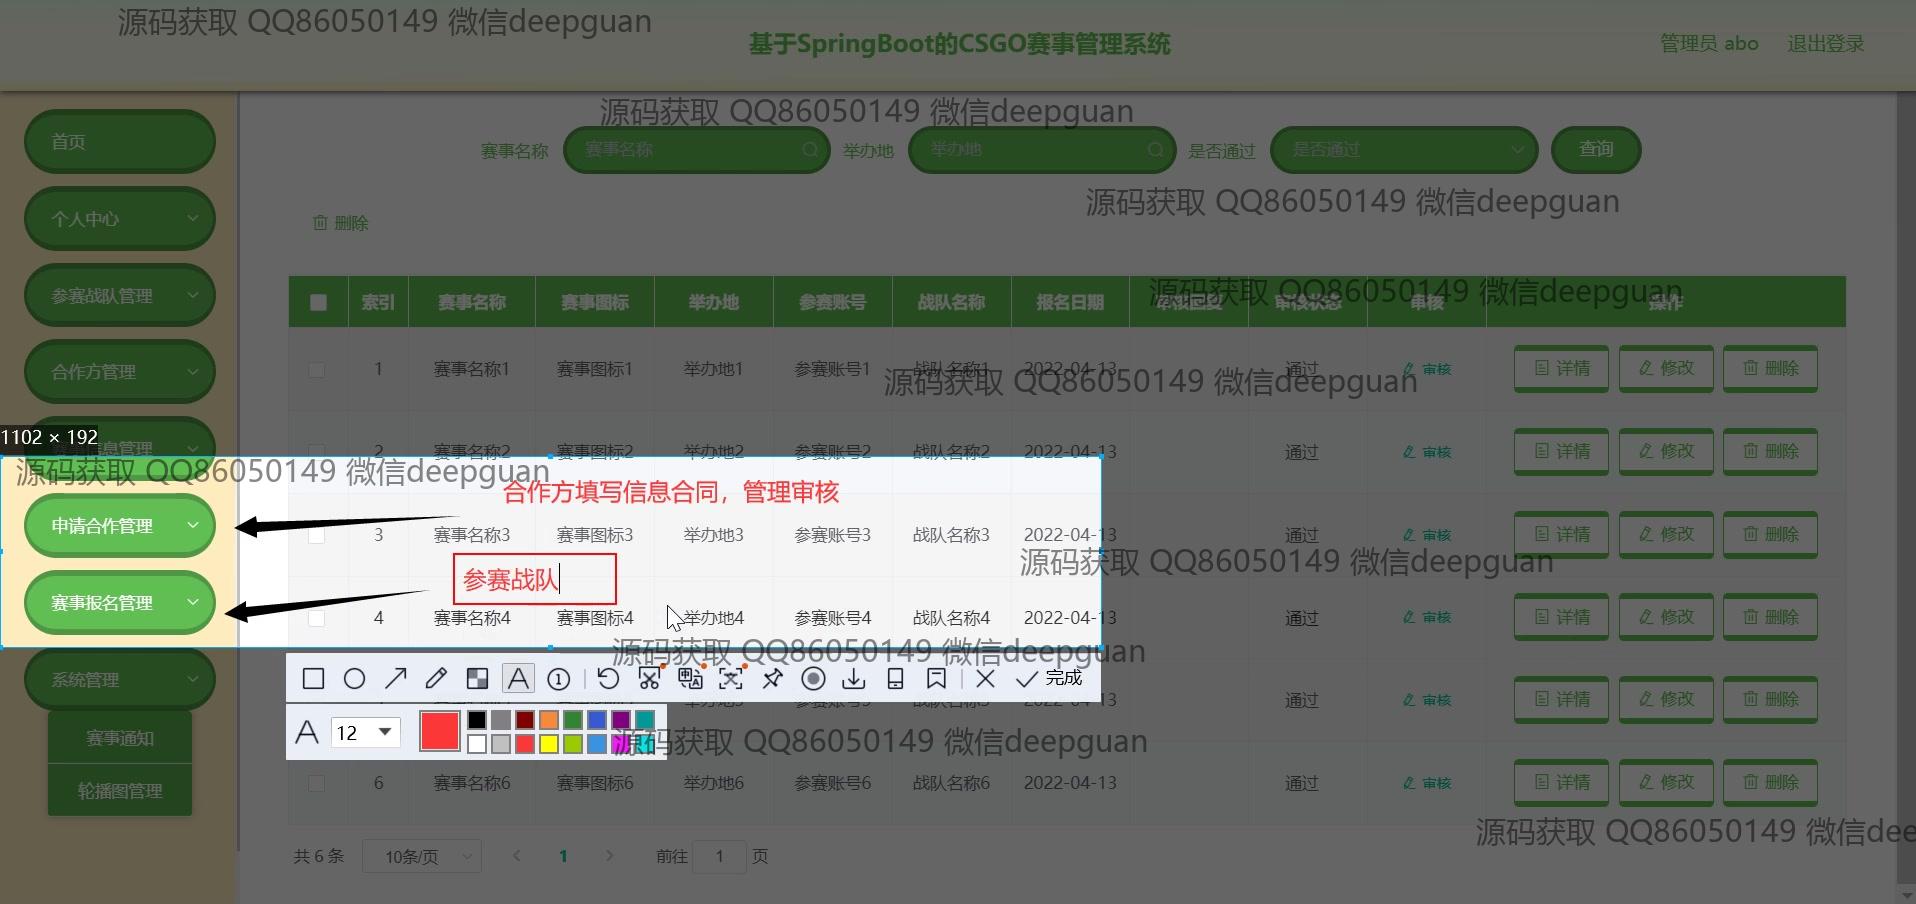 源码获取 QQ86050149 微信deepguan
基于SpringBoot的CSGO赛事管理系统
管理员 abo 退出登录
首页
源码获取 QQ86050149 微信deepguan
赛事名称 赛事名称 举办地 举办地 是否通过 是否通过 查询
个人中心
源码获取 QQ86050149 微信deepguan
删除
参赛战队管理
源码获取 QQ86050149 微信deepguan
索引 赛事名称 赛事图标 举办地 参赛账号 战队名称 报名日期 审核回复 审核状态 审核 操作
合作方管理
1 赛事名称1 赛事图标1 举办地1 参赛账号1 战队名称1 2022-04-13 通过 审核 详情 修改 删除
源码获取 QQ86050149 微信deepguan
1102 × 192
信息管理
2 赛事名称2 赛事图标2 举办地2 参赛账号2 战队名称2 2022-04-13 通过 审核 详情 修改 删除
源码获取 QQ86050149 微信deepguan
合作方填写信息合同，管理审核
申请合作管理
3 赛事名称3 赛事图标3 举办地3 参赛账号3 战队名称3 2022-04-13 通过 审核 详情 修改 删除
源码获取 QQ86050149 微信deepguan
参赛战队
赛事报名管理
4 赛事名称4 赛事图标4 举办地4 参赛账号4 战队名称4 2022-04-13 通过 审核 详情 修改 删除
源码获取 QQ86050149 微信deepguan
系统管理
完成
通过 审核 详情 修改 删除
赛事通知
12
源码获取 QQ86050149 微信deepguan
轮播图管理
6 赛事名称6 赛事图标6 举办地6 参赛账号6 战队名称6 2022-04-13 通过 审核 详情 修改 删除
源码获取 QQ86050149 微信deep
共 6 条 10条/页 1 前往 1 页